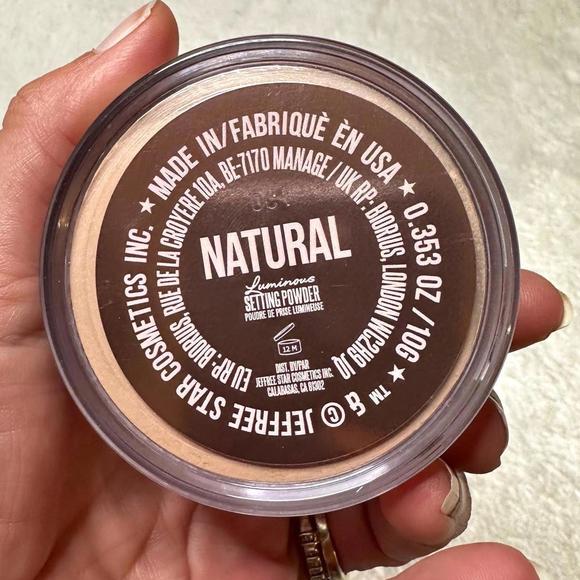 ★ MADE IN/FABRIQUÈ ÈN USA ★ 0.353 OZ / 10G ★ ™ & © JEFFREE STAR COSMETICS INC.
EU RP: BIORIUS, RUE DE LA CROYERE 10A, BE-7170 MANAGE / UK RP: BIORIUS, LONDON WC2H9 JQ
NATURAL
Luminous
SETTING POWDER
POUDRE DE PRISE LUMINEUSE
12 M
DIST. BY/PAR
JEFFREE STAR COSMETICS INC.
CALABASAS, CA 91302